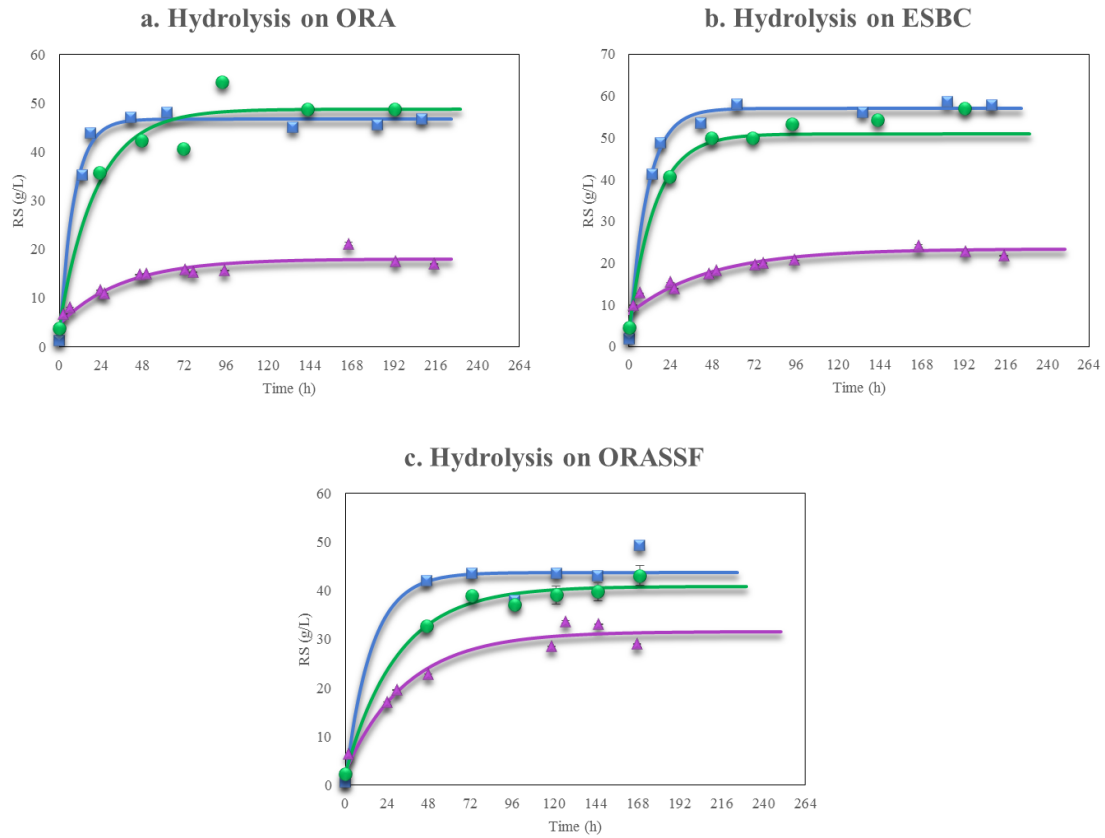 a. Hydrolysis on ORA
60
50
40
30
20
10
0
RS (g/L)
0 24 48 72 96 120 144 168 192 216 240 264
Time (h)
b. Hydrolysis on ESBC
70
60
50
40
30
20
10
0
RS (g/L)
0 24 48 72 96 120 144 168 192 216 240 264
Time (h)
c. Hydrolysis on ORASSF
60
50
40
30
20
10
0
RS (g/L)
0 24 48 72 96 120 144 168 192 216 240 264
Time (h)